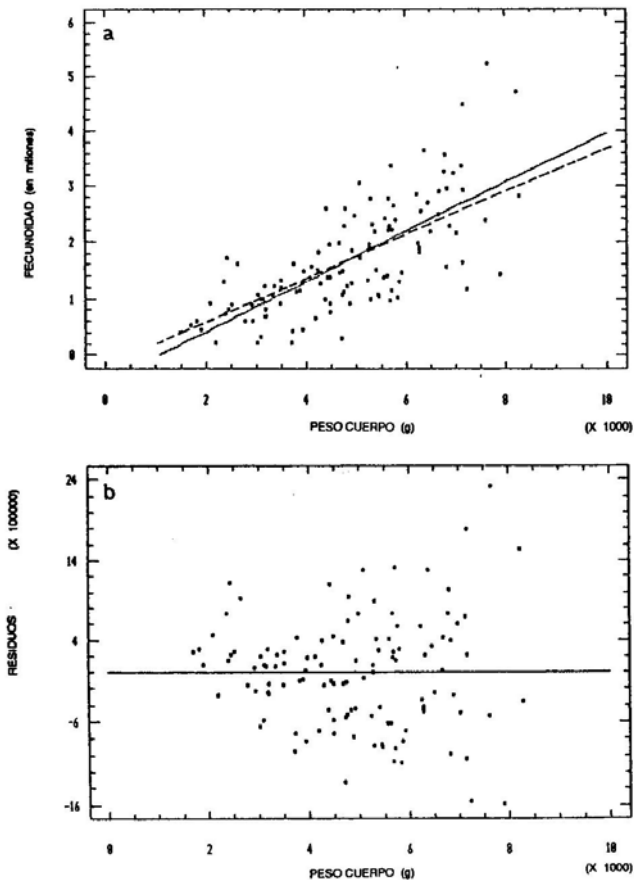 a
6
5
4
3
2
1
0
FECUNDIDAD (en millones)
0 2 4 6 8 10
PESO CUERPO (g)
(X 1000)
b
(X 100000)
24
14
4
-6
-16
RESIDUOS
0 2 4 6 8 10
PESO CUERPO (g)
(X 1000)